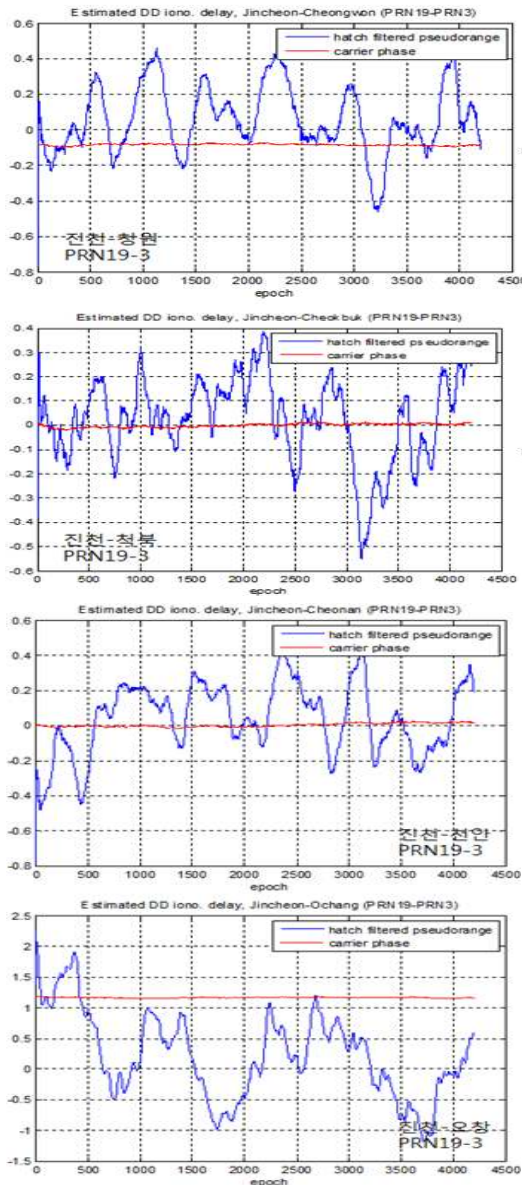 Estimated DD iono. delay, Jincheon-Cheongwon (PRN19-PRN3)
0.6
0.4
0.2
0
-0.2
-0.4
-0.6
-0.8
hatch filtered pseudorange
carrier phase
진천-창원
PRN19-3
0 500 1000 1500 2000 2500 3000 3500 4000 4500
epoch
Estimated DD iono. delay, Jincheon-Cheokbuk (PRN19-PRN3)
0.4
0.3
0.2
0.1
0
-0.1
-0.2
-0.3
-0.4
-0.5
-0.6
hatch filtered pseudorange
carrier phase
진천-척북
PRN19-3
0 500 1000 1500 2000 2500 3000 3500 4000 4500
epoch
Estimated DD iono. delay, Jincheon-Cheonan (PRN19-PRN3)
0.6
0.4
0.2
0
-0.2
-0.4
-0.6
-0.8
hatch filtered pseudorange
carrier phase
진천-천안
PRN19-3
0 500 1000 1500 2000 2500 3000 3500 4000 4500
epoch
Estimated DD iono. delay, Jincheon-Ochang (PRN19-PRN3)
2.5
2
1.5
1
0.5
0
-0.5
-1
-1.5
hatch filtered pseudorange
carrier phase
진천-오창
PRN19-3
0 500 1000 1500 2000 2500 3000 3500 4000 4500
epoch